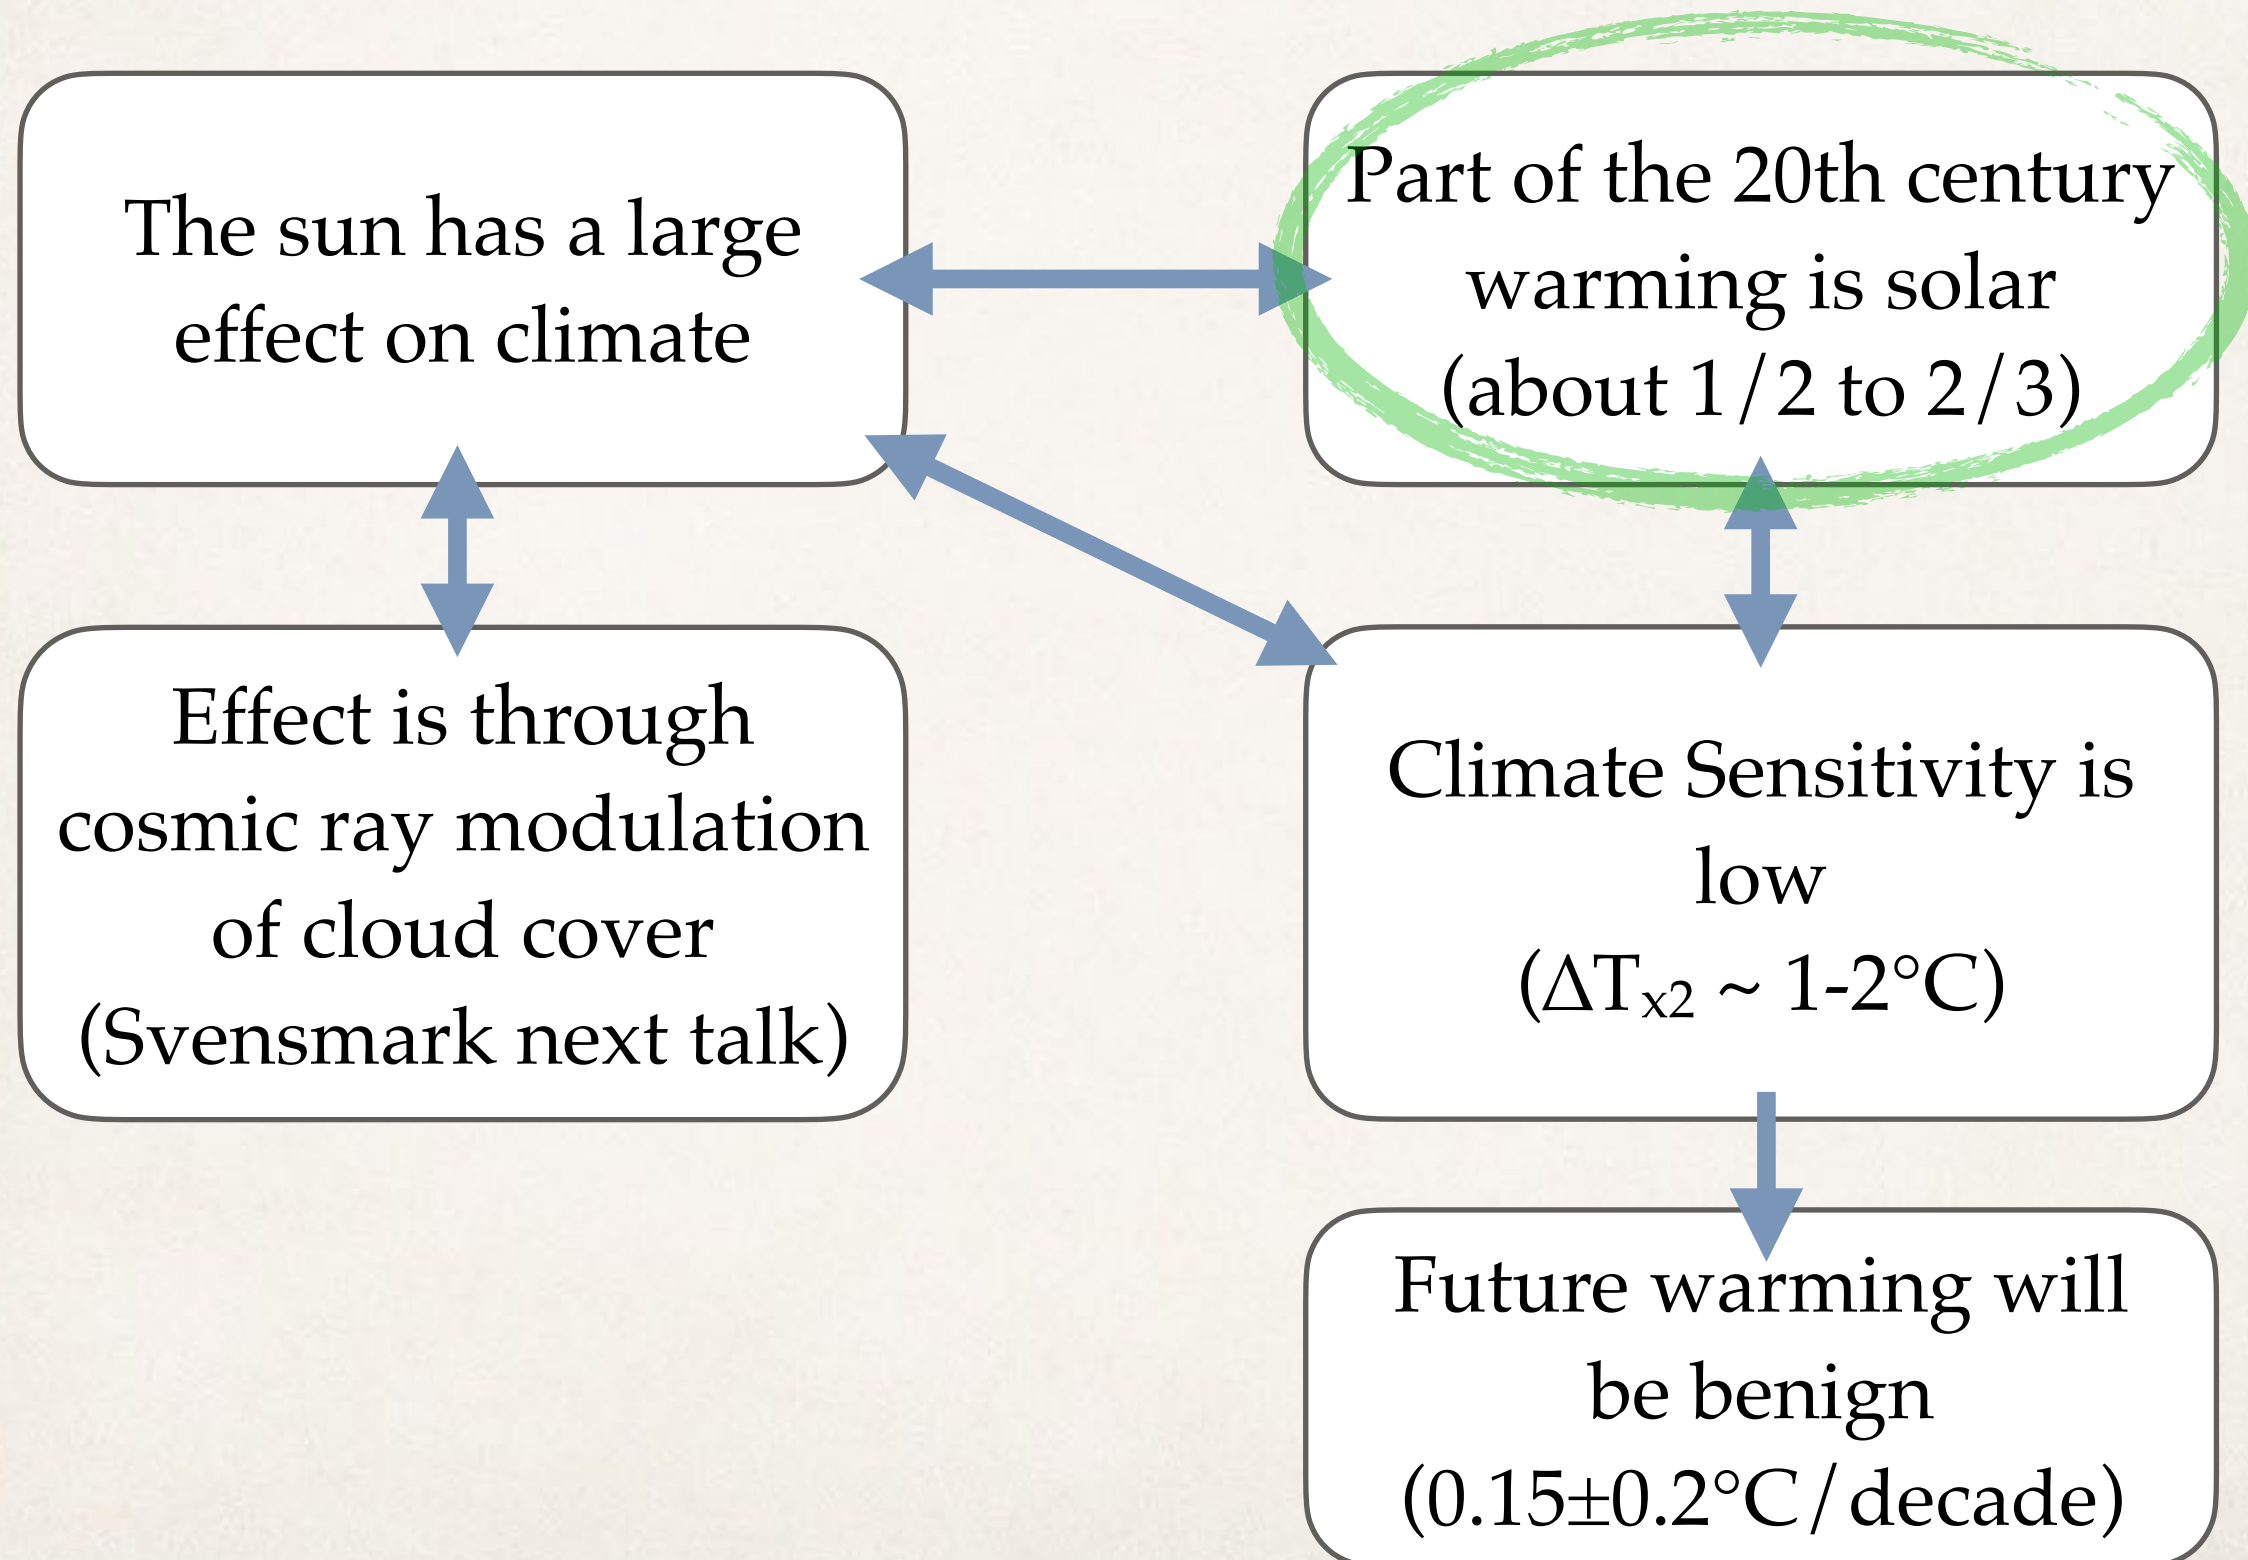 The sun has a large
effect on climate
Part of the 20th century
warming is solar
(about 1/2 to 2/3)
Effect is through
cosmic ray modulation
of cloud cover
(Svensmark next talk)
Climate Sensitivity is
low
(ΔTx2 ~ 1-2°C)
Future warming will
be benign
(0.15±0.2°C/decade)